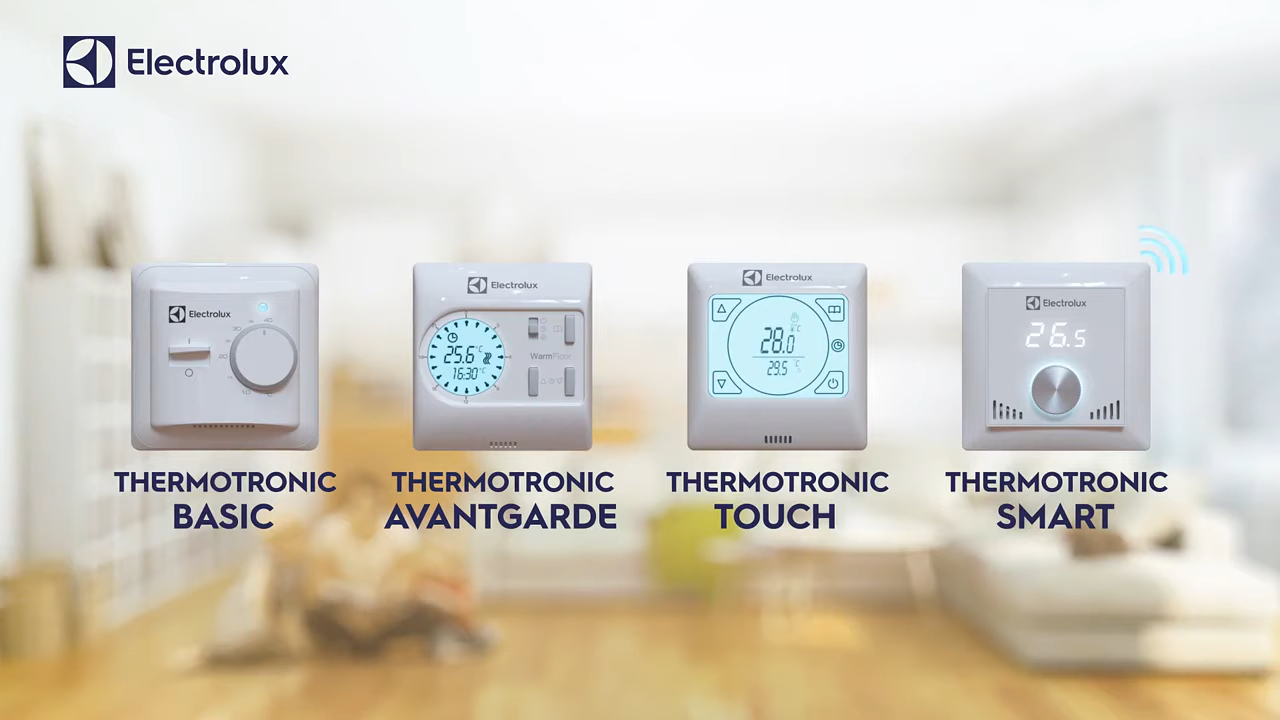 Electrolux
Electrolux
Electrolux
25.6°C
16:30
WarmFloor
Electrolux
28.0
29.5
Electrolux
26.5
THERMOTRONIC
BASIC
THERMOTRONIC
AVANTGARDE
THERMOTRONIC
TOUCH
THERMOTRONIC
SMART